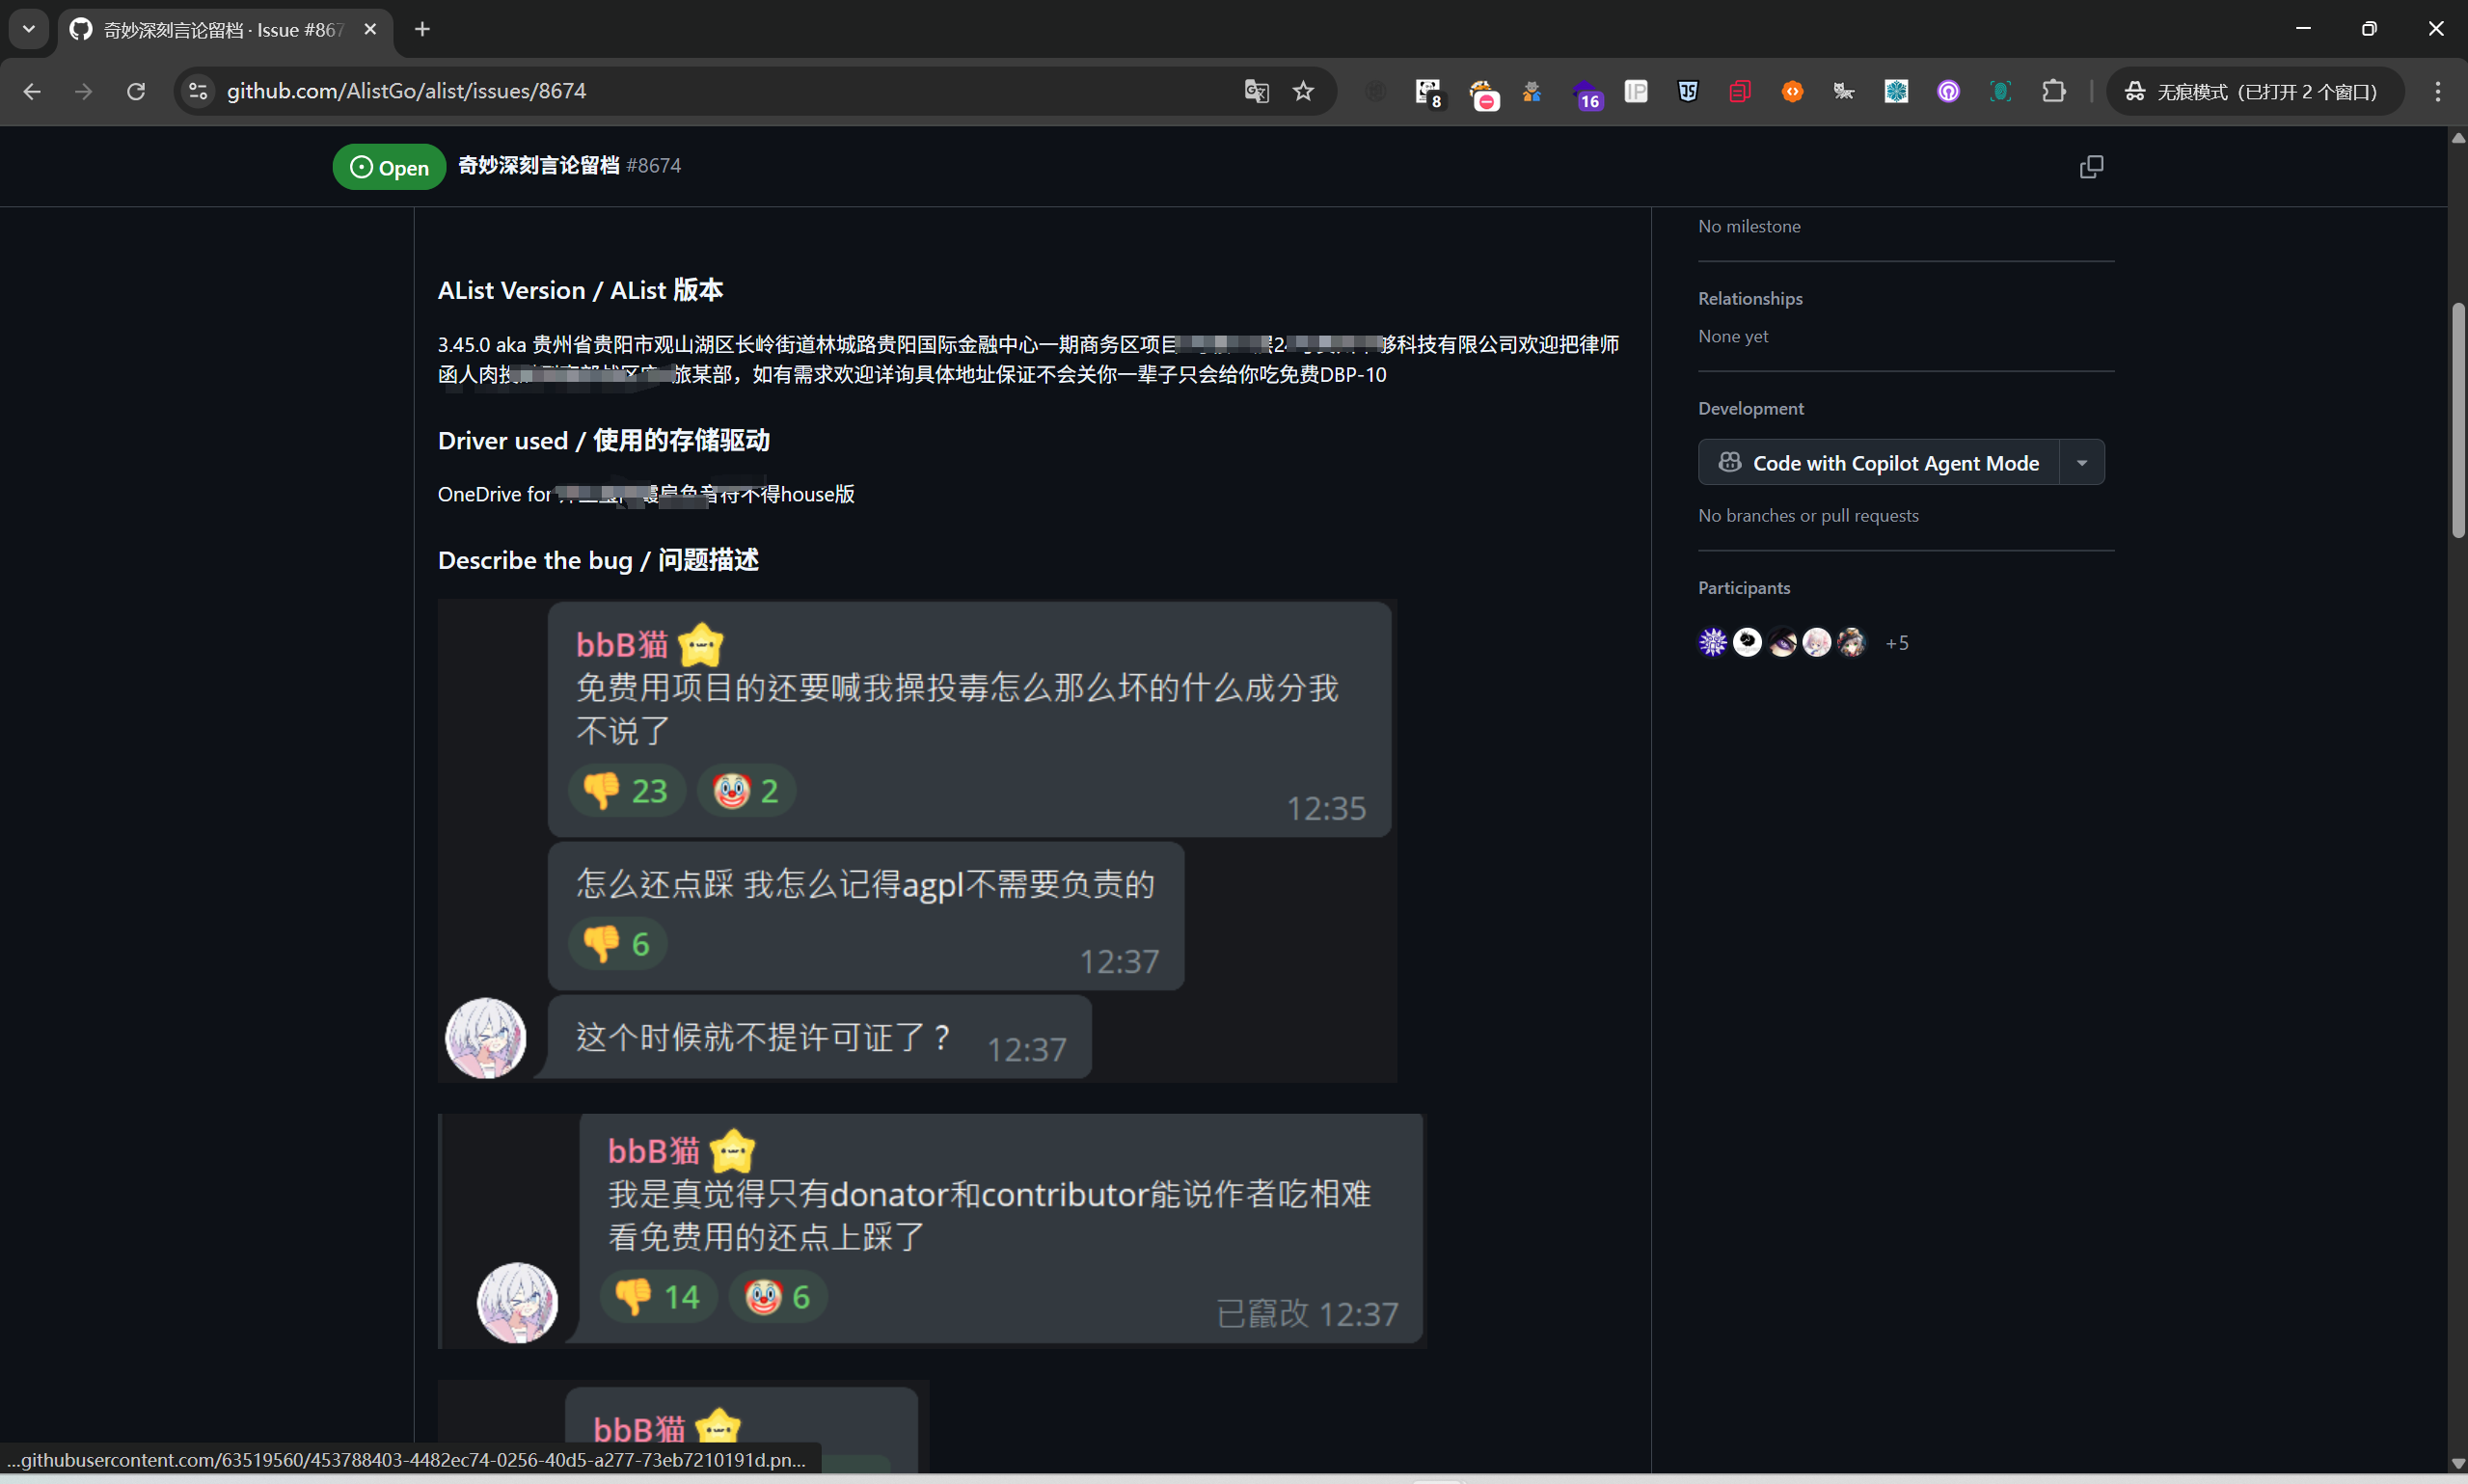 奇妙深刻言论留档 · Issue #867
github.com/AlistGo/alist/issues/8674
8
16
IP
JS
无痕模式（已打开 2 个窗口）
Open
奇妙深刻言论留档 #8674
No milestone
AList Version / AList 版本
3.45.0 aka 贵州省贵阳市观山湖区长岭街道林城路贵阳国际金融中心一期商务区项目 够科技有限公司欢迎把律师
函人肉投 旅某部，如有需求欢迎详询具体地址保证不会关你一辈子只会给你吃免费DBP-10
Relationships
None yet
Development
Driver used / 使用的存储驱动
Code with Copilot Agent Mode
OneDrive for 不得house版
No branches or pull requests
Describe the bug / 问题描述
Participants
+5
bbB猫
免费用项目的还要喊我操投毒怎么那么坏的什么成分我
不说了
23
2
12:35
怎么还点踩 我怎么记得agpl不需要负责的
6
12:37
这个时候就不提许可证了？
12:37
bbB猫
我是真觉得只有donator和contributor能说作者吃相难
看免费用的还点上踩了
14
6
已竄改 12:37
bbB猫
...githubusercontent.com/63519560/453788403-4482ec74-0256-40d5-a277-73eb7210191d.pn...